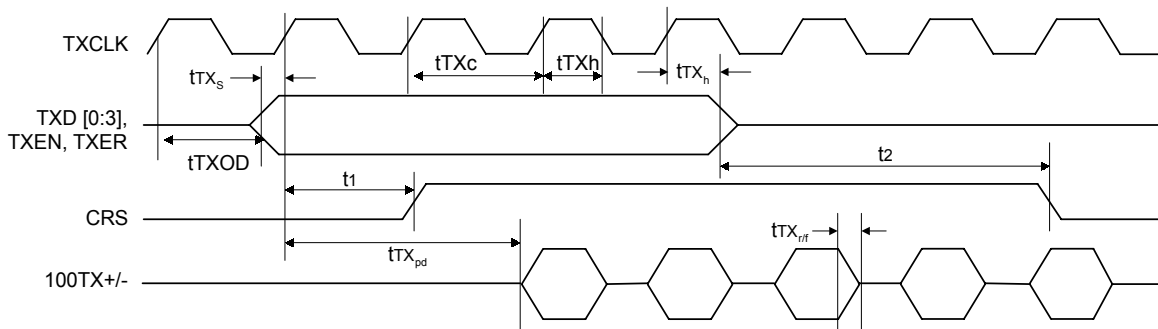 TXCLK
tTXc
tTXh
tTXh
tTXS
TXD [0:3],
TXEN, TXER
tTXOD
t2
t1
CRS
tTXpd
tTXr/f
100TX+/-